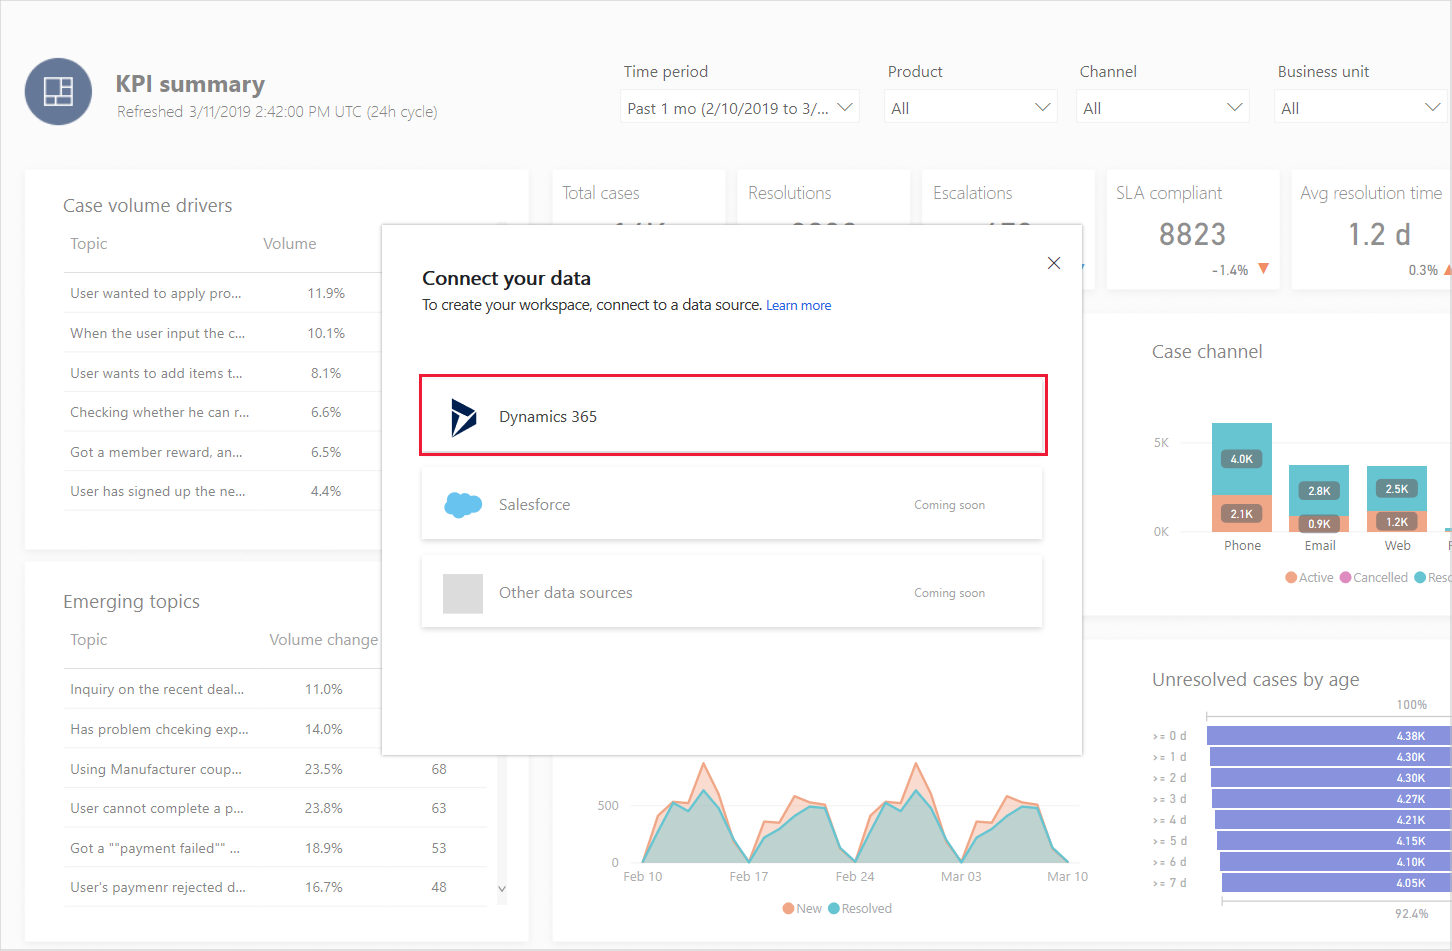 KPI summary
Refreshed 3/11/2019 2:42:00 PM UTC (24h cycle)
Time period
Past 1 mo (2/10/2019 to 3/...
Product
All
Channel
All
Business unit
All
Case volume drivers
Topic Volume
User wanted to apply pro... 11.9%
When the user input the c... 10.1%
User wants to add items t... 8.1%
Checking whether he can r... 6.6%
Got a member reward, an... 6.5%
User has signed up the ne... 4.4%
Emerging topics
Topic Volume change
Inquiry on the recent deal... 11.0%
Has problem chceking exp... 14.0%
Using Manufacturer coup... 23.5% 68
User cannot complete a p... 23.8% 63
Got a ""payment failed"" ... 18.9% 53
User's paymenr rejected d... 16.7% 48
Total cases
Resolutions
Escalations
SLA compliant
8823
-1.4%
Avg resolution time
1.2 d
0.3%
Connect your data
To create your workspace, connect to a data source. Learn more
Dynamics 365
Salesforce Coming soon
Other data sources Coming soon
Case channel
5K
0K
4.0K
2.1K
2.8K
0.9K
2.5K
1.2K
Phone Email Web
Active Cancelled Reso
500
0
Feb 10 Feb 17 Feb 24 Mar 03 Mar 10
New Resolved
Unresolved cases by age
100%
>= 0 d 4.38K
>= 1 d 4.30K
>= 2 d 4.30K
>= 3 d 4.27K
>= 4 d 4.21K
>= 5 d 4.15K
>= 6 d 4.10K
>= 7 d 4.05K
92.4%